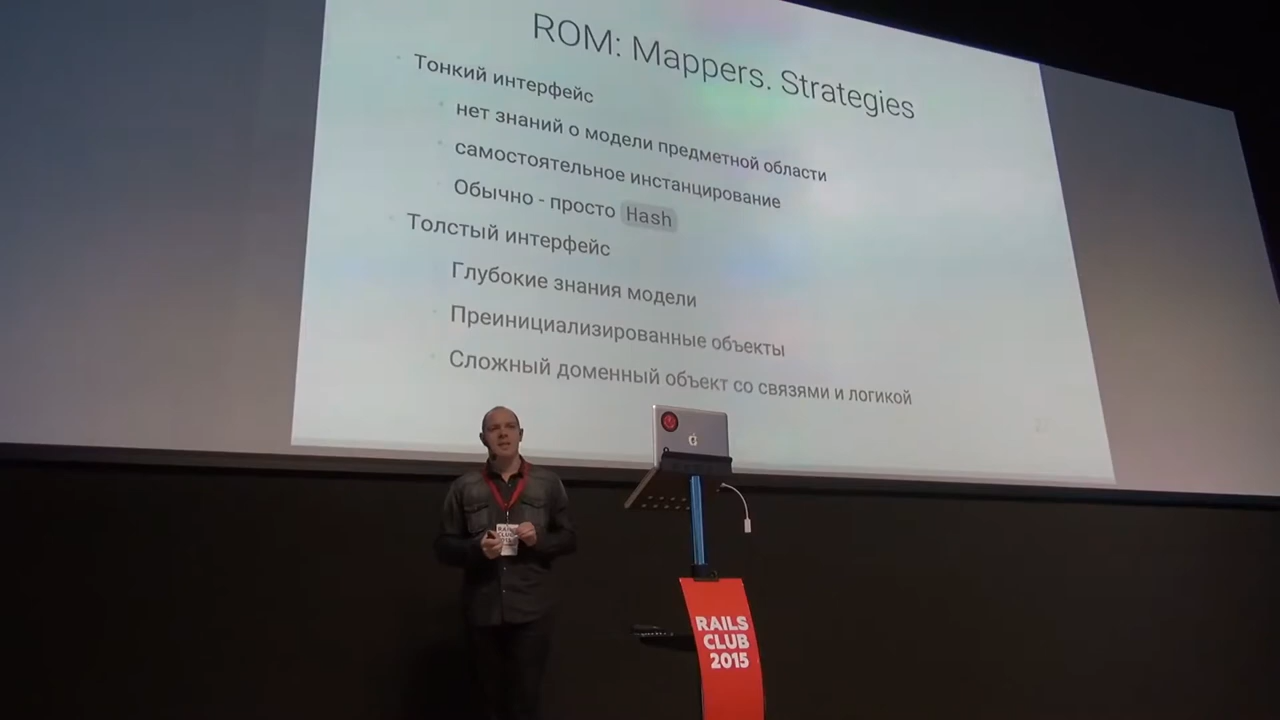 ROM: Mappers. Strategies
Тонкий интерфейс
нет знаний о модели предметной области
самостоятельное инстанцирование
Обычно - просто Hash
Толстый интерфейс
Глубокие знания модели
Преинициализированные объекты
Сложный доменный объект со связями и логикой
RAILS
CLUB
2015